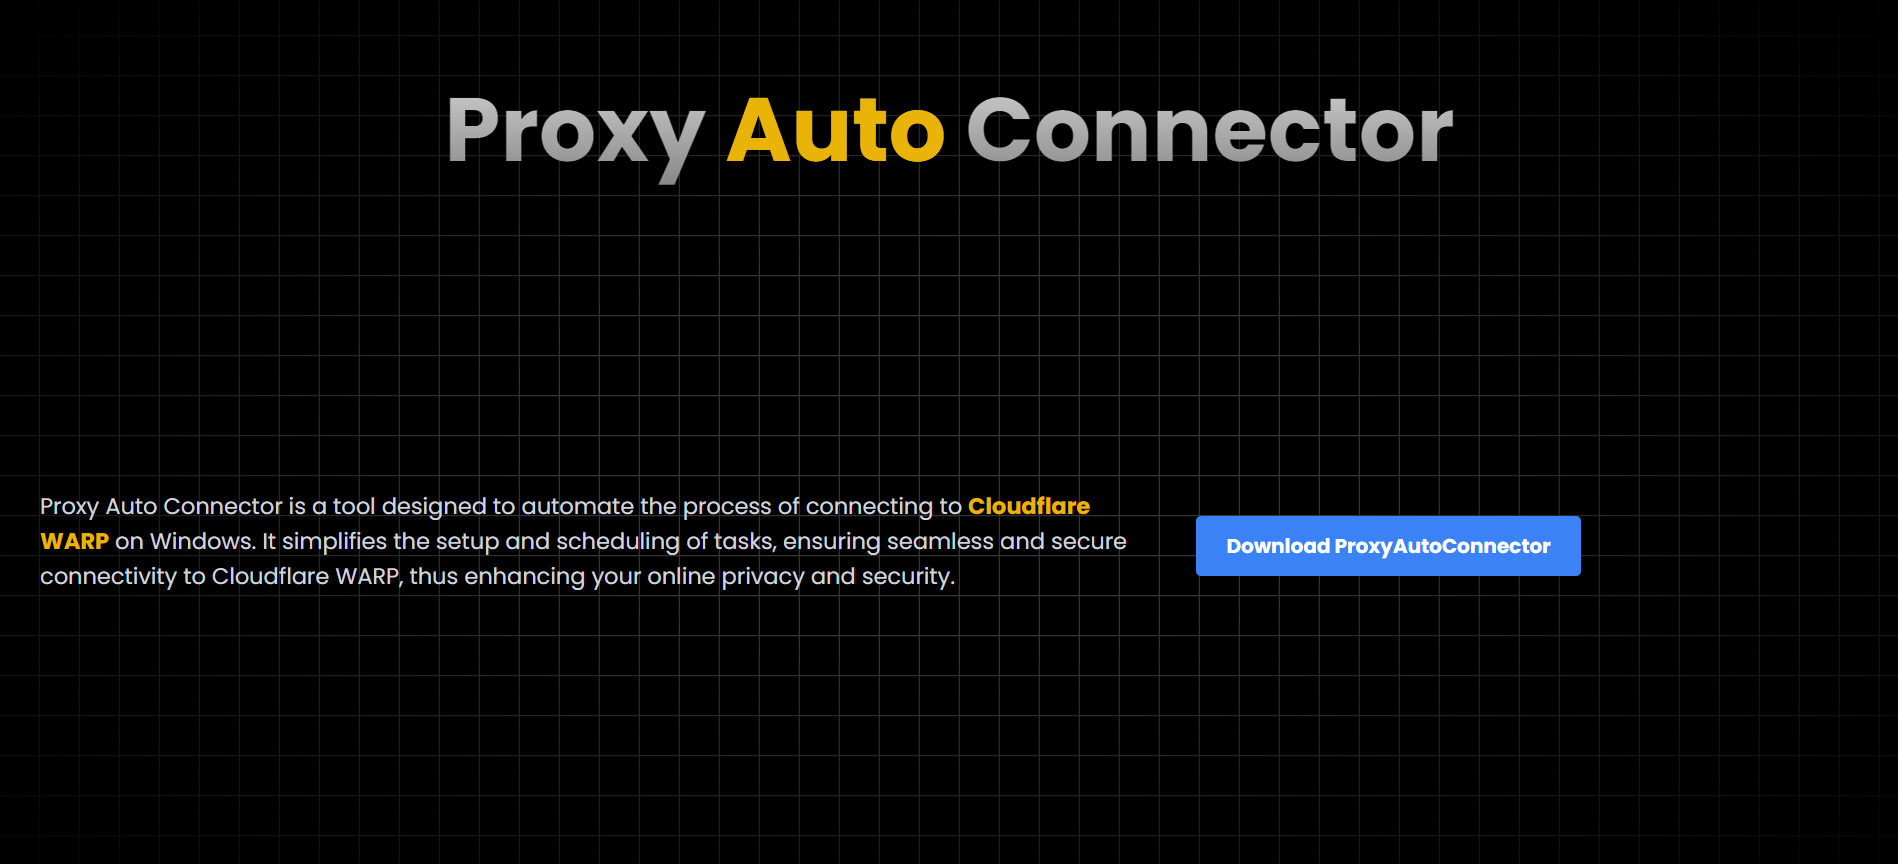 Proxy Auto Connector
Proxy Auto Connector is a tool designed to automate the process of connecting to Cloudflare
WARP on Windows. It simplifies the setup and scheduling of tasks, ensuring seamless and secure
connectivity to Cloudflare WARP, thus enhancing your online privacy and security.
Download ProxyAutoConnector